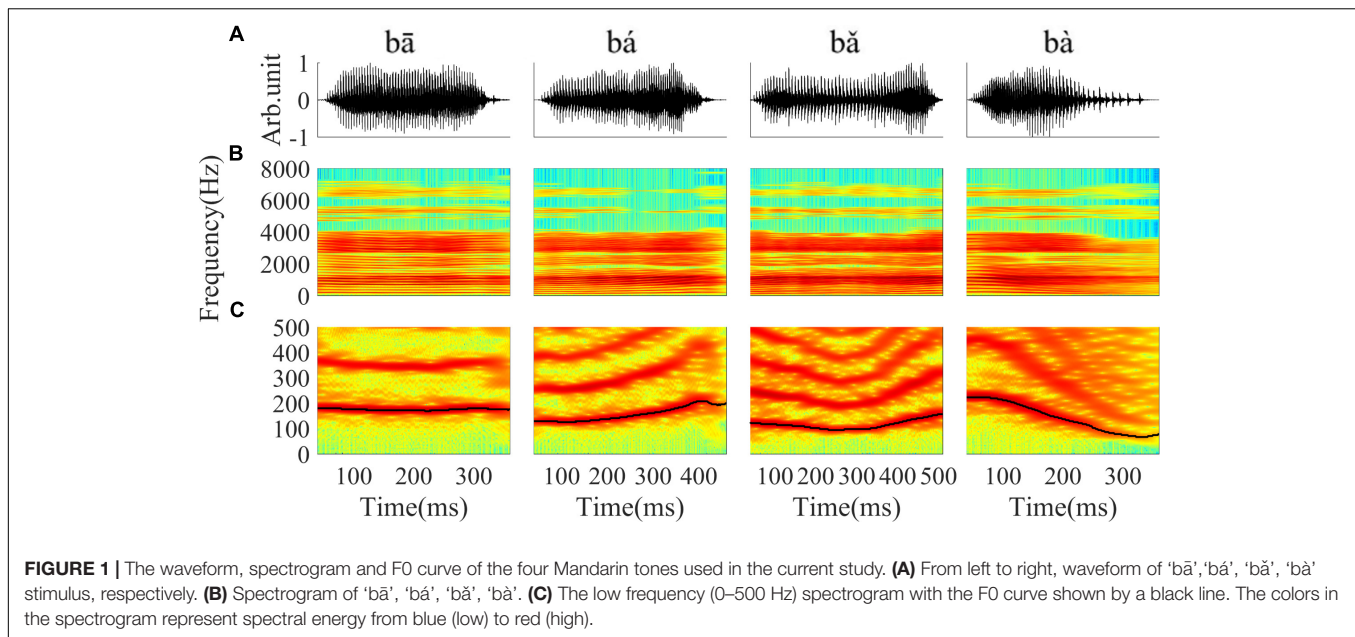 A
bā bá bǎ bà
Arb.unit
1
0
-1
B
Frequency(Hz)
8000
6000
4000
2000
0
C
500
400
300
200
100
0
100 200 300 100 200 300 400 100 200 300 400 500 100 200 300
Time(ms) Time(ms) Time(ms) Time(ms)
FIGURE 1 | The waveform, spectrogram and F0 curve of the four Mandarin tones used in the current study. (A) From left to right, waveform of ‘bā’,‘bá’, ‘bǎ’, ‘bà’
stimulus, respectively. (B) Spectrogram of ‘bā’, ‘bá’, ‘bǎ’, ‘bà’. (C) The low frequency (0–500 Hz) spectrogram with the F0 curve shown by a black line. The colors in
the spectrogram represent spectral energy from blue (low) to red (high).